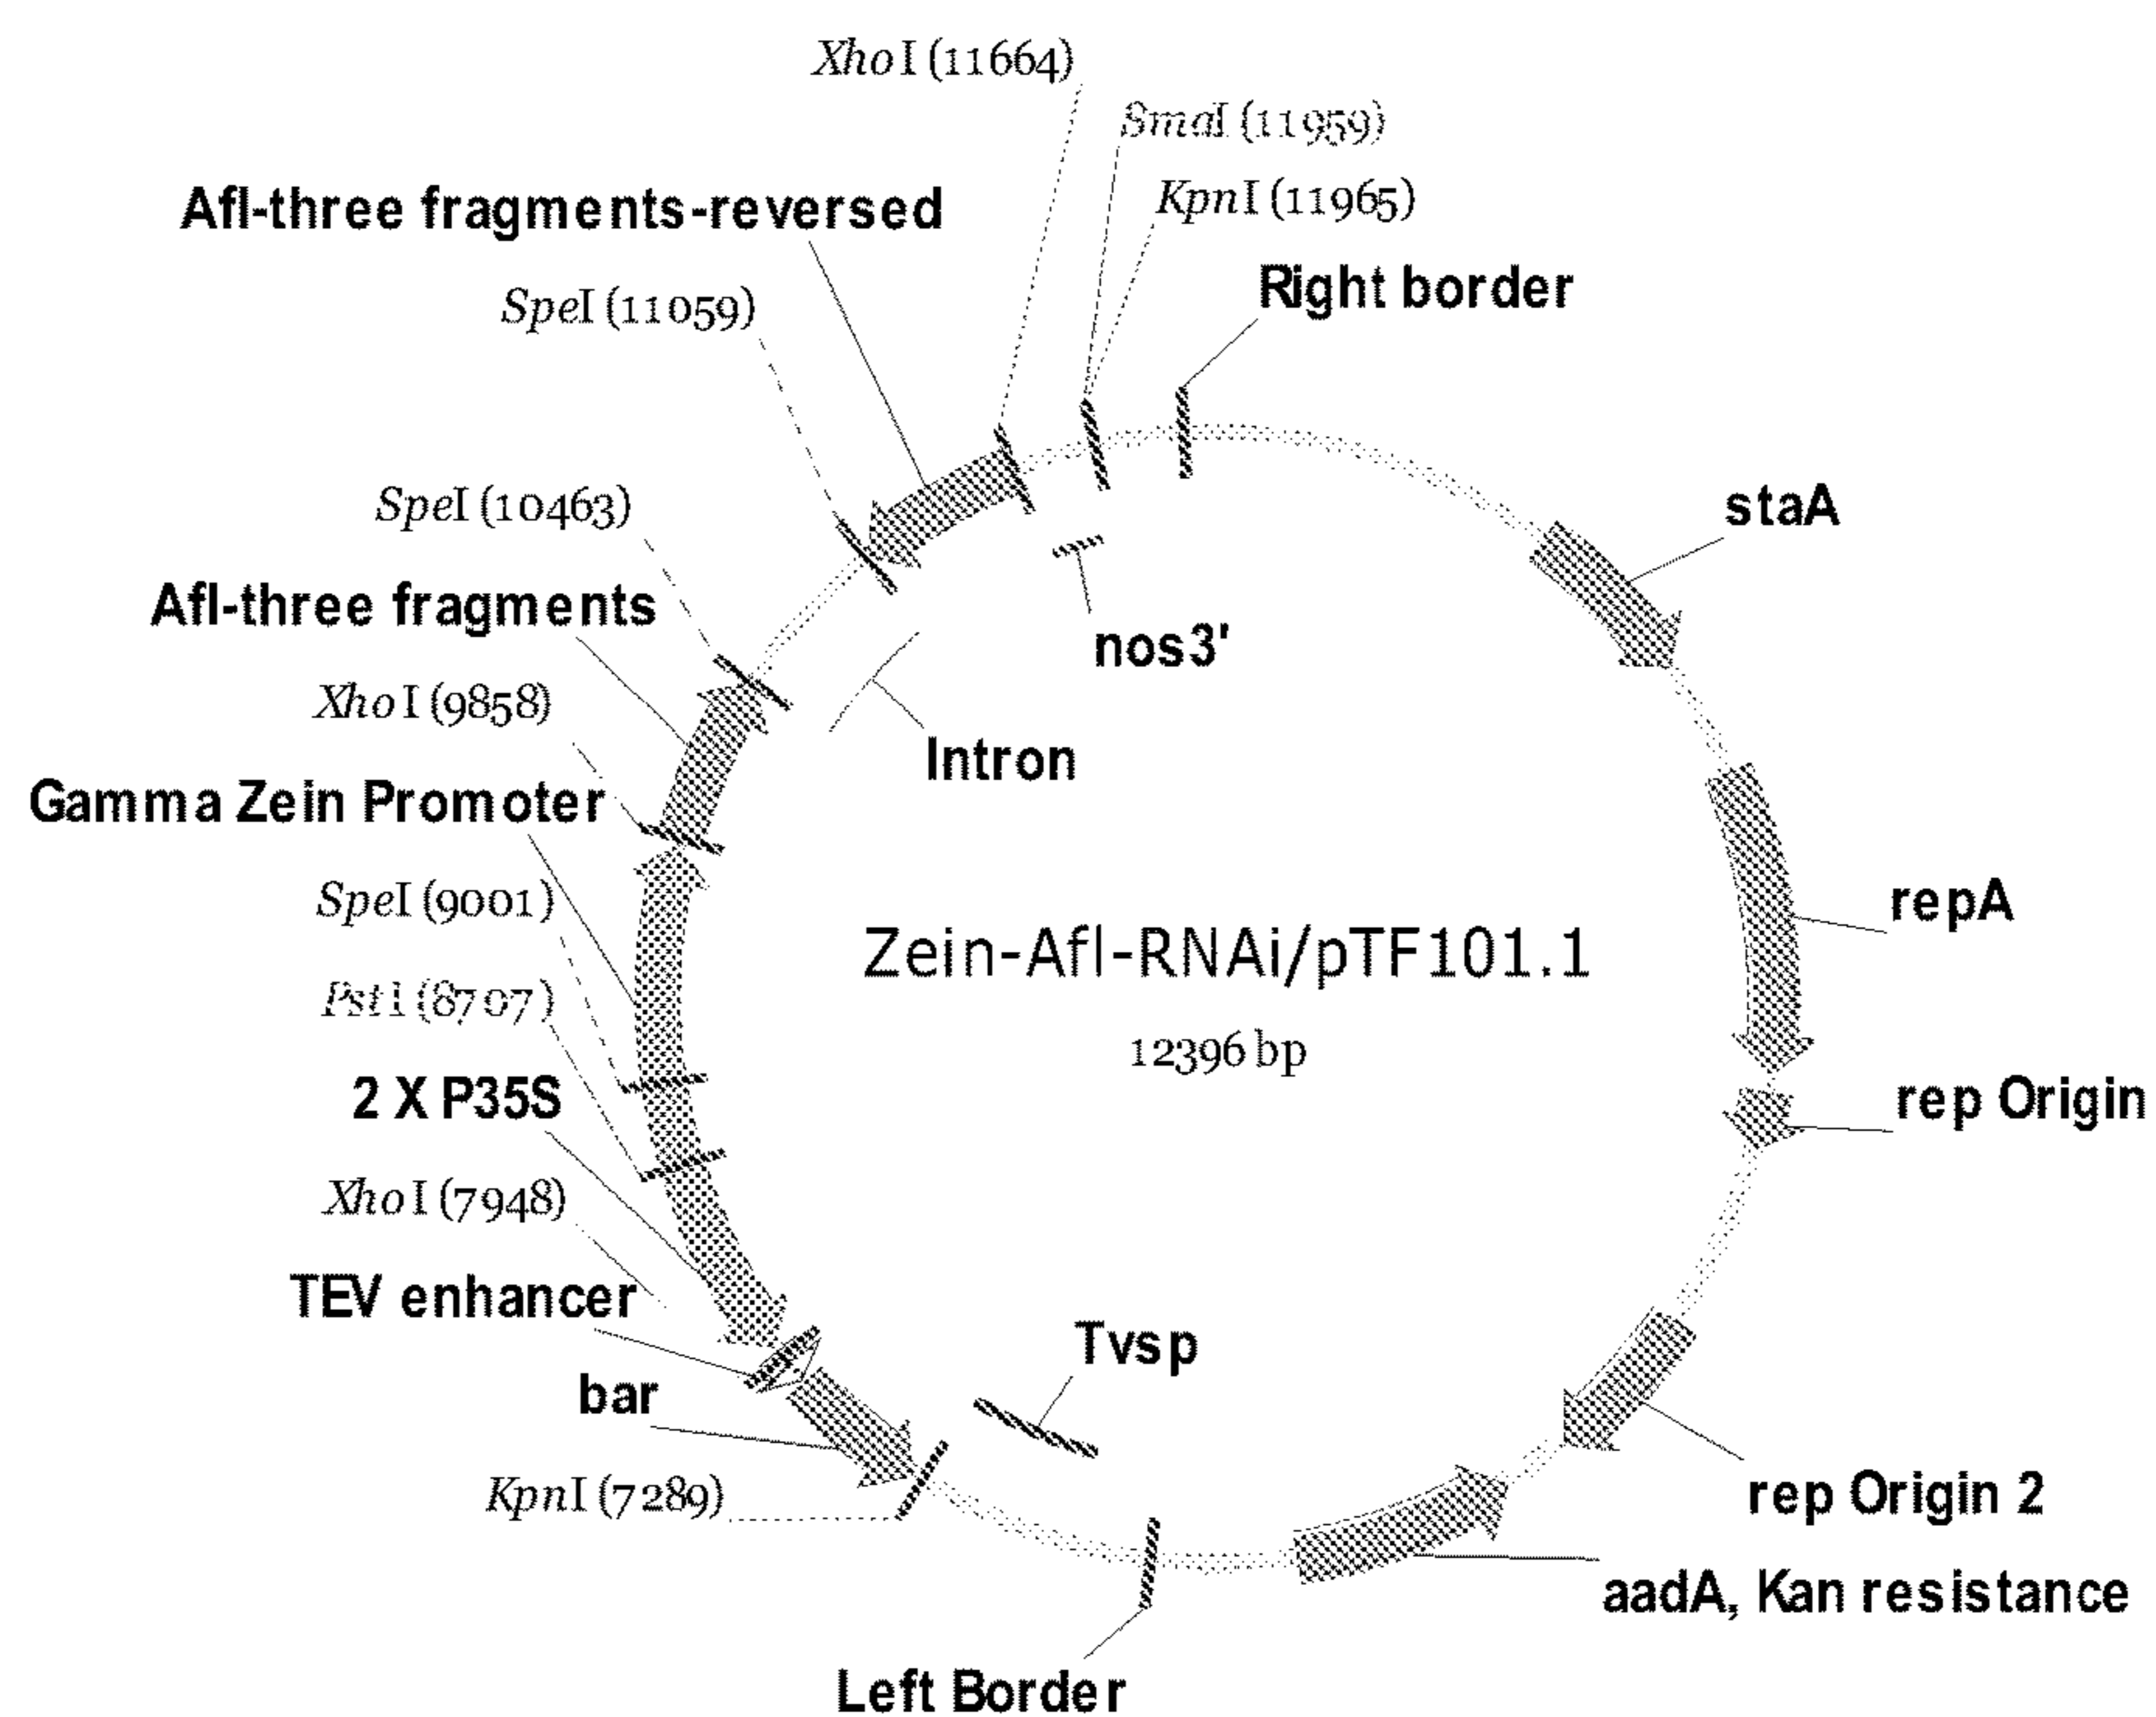 XhoI (11664)
SmaI (11959)
KpnI (11965)
Afl-three fragments-reversed
Right border
SpeI (11059)
staA
SpeI (10463)
Afl-three fragments
nos3'
XhoI (9858)
Intron
Gamma Zein Promoter
SpeI (9001)
repA
Zein-Afl-RNAi/pTF101.1
PstI (8707)
12396 bp
2 X P35S
rep Origin
XhoI (7948)
TEV enhancer
Tvsp
bar
KpnI (7289)
rep Origin 2
aadA, Kan resistance
Left Border